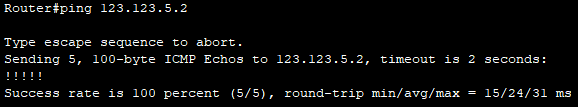 Router#ping 123.123.5.2
Type escape sequence to abort.
Sending 5, 100-byte ICMP Echos to 123.123.5.2, timeout is 2 seconds:
!!!!!
Success rate is 100 percent (5/5), round-trip min/avg/max = 15/24/31 ms